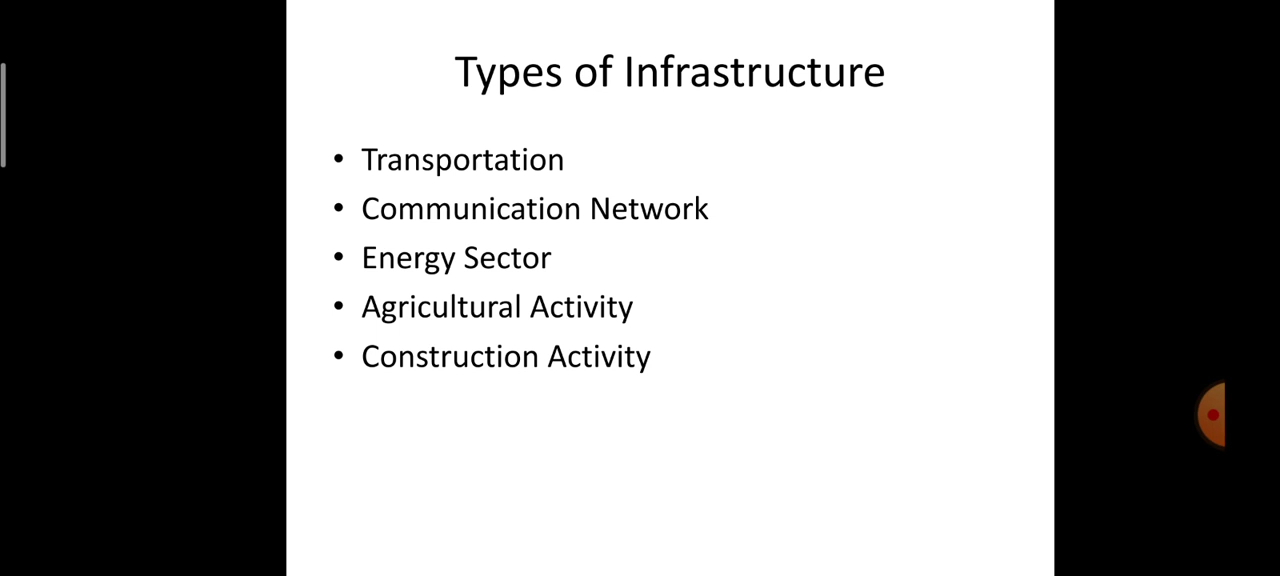 Types of Infrastructure
• Transportation
• Communication Network
• Energy Sector
• Agricultural Activity
• Construction Activity